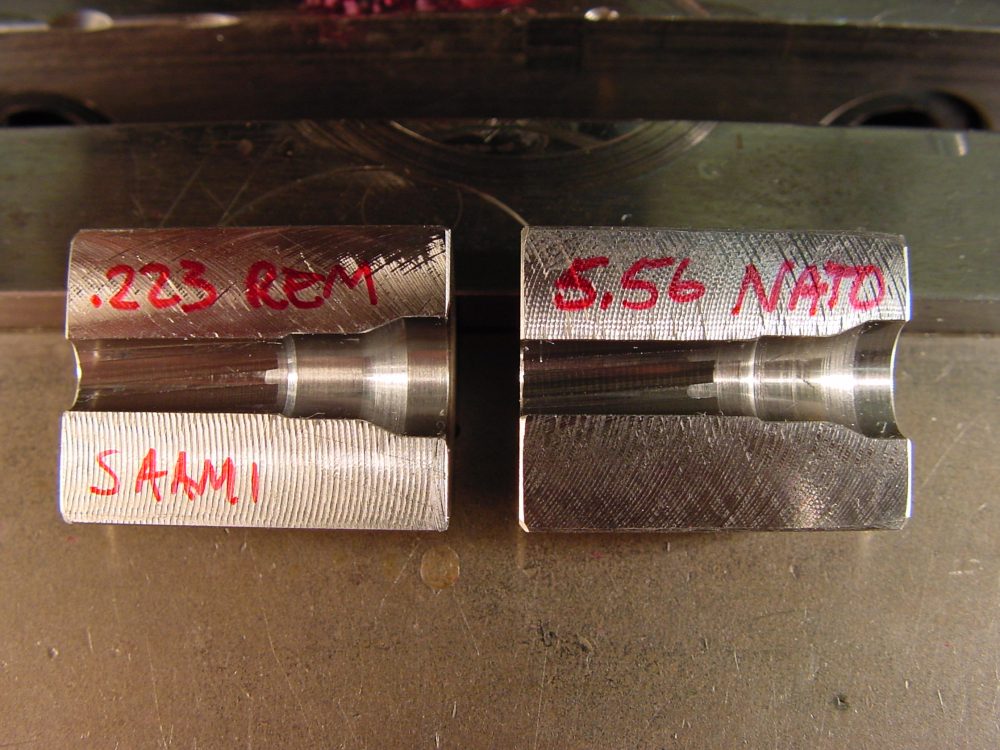 .223 REM
SAAMI
5.56 NATO